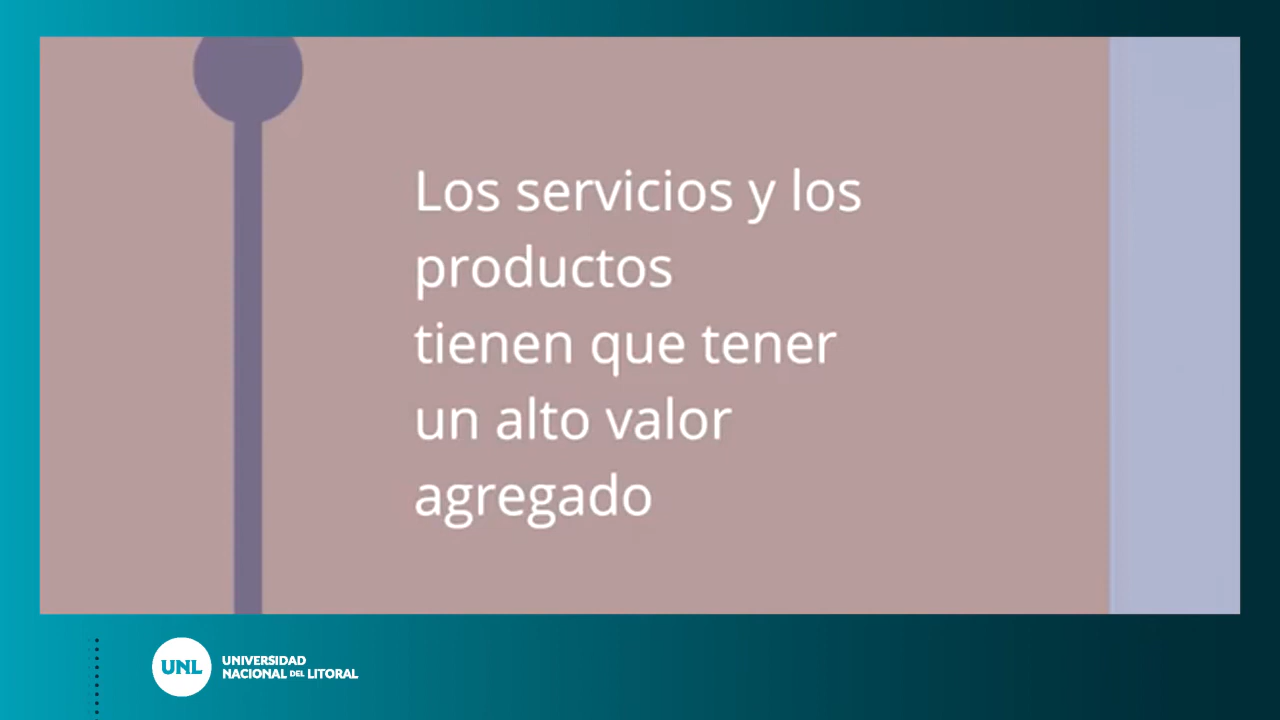 Los servicios y los
productos
tienen que tener
un alto valor
agregado
UNL
UNIVERSIDAD
NACIONAL DEL LITORAL